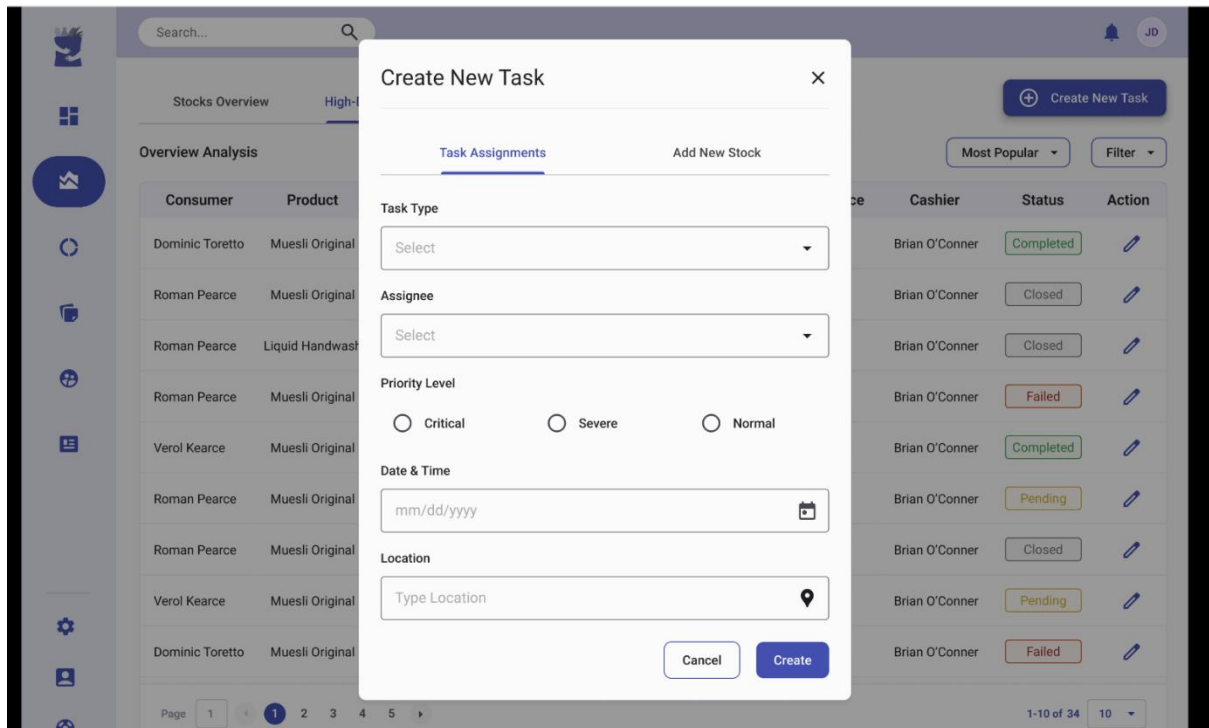 Search...
JD
Create New Task
Stocks Overview
High-
Create New Task
Task Assignments
Add New Stock
Overview Analysis
Most Popular
Filter
Consumer Product ce Cashier Status Action
Task Type
Select
Dominic Toretto Muesli Original Brian O'Conner Completed
Roman Pearce Muesli Original Brian O'Conner Closed
Assignee
Select
Roman Pearce Liquid Handwash Brian O'Conner Closed
Priority Level
Roman Pearce Muesli Original Brian O'Conner Failed
Critical Severe Normal
Verol Kearce Muesli Original Brian O'Conner Completed
Date & Time
mm/dd/yyyy
Roman Pearce Muesli Original Brian O'Conner Pending
Roman Pearce Muesli Original Brian O'Conner Closed
Location
Type Location
Verol Kearce Muesli Original Brian O'Conner Pending
Dominic Toretto Muesli Original Brian O'Conner Failed
Cancel Create
Page 1 1 2 3 4 5 1-10 of 34 10